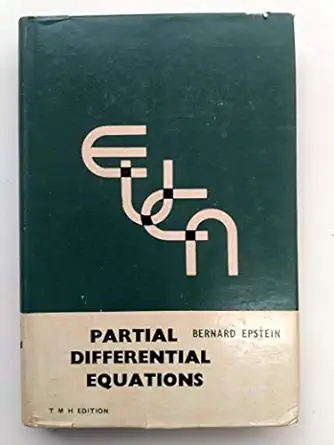 PARTIAL BERNARD EPSTEIN
DIFFERENTIAL
EQUATIONS
T M H EDITION